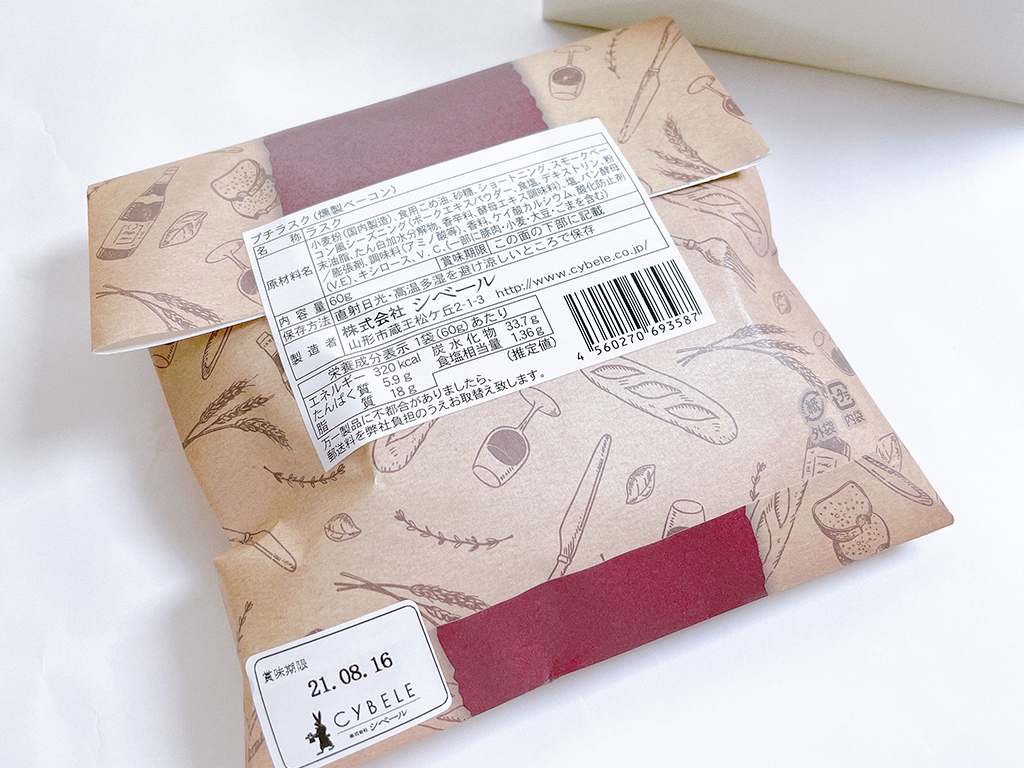 プチラスク(燻製ベーコン)
名 称 ラスク
原材料名 小麦粉(国内製造)、食用こめ油、砂糖、ショートニング、スモークベー
コン風シーズニング(ポークエキスパウダー、食塩、デキストリン、粉
末油脂、たん白加水分解物、香辛料、酵母エキス調味料)、塩、パン酵母
/膨張剤、調味料(アミノ酸等)、香料、ケイ酸カルシウム、酸化防止剤
(V.E)、キシロース、V.C、(一部に豚肉・小麦・大豆・ごまを含む)
内 容 量 60g 賞味期限 この面の下部に記載
保存方法 直射日光・高温多湿を避け涼しいところで保存
製 造 者 株式会社 シベール http://www.cybele.co.jp/
山形市蔵王松ケ丘2-1-3
栄養成分表示 1袋(60g)あたり
エネルギー 320kcal 炭水化物 33.7g
たんぱく質 5.9g 食塩相当量 1.36g
脂 質 18g (推定値)
万一製品に不都合がありましたら、
郵送料を弊社負担のうえお取替え致します。
4 560270 693587
紙 プラ
外袋 内袋
賞味期限
21.08.16
CYBELE
株式会社 シベール